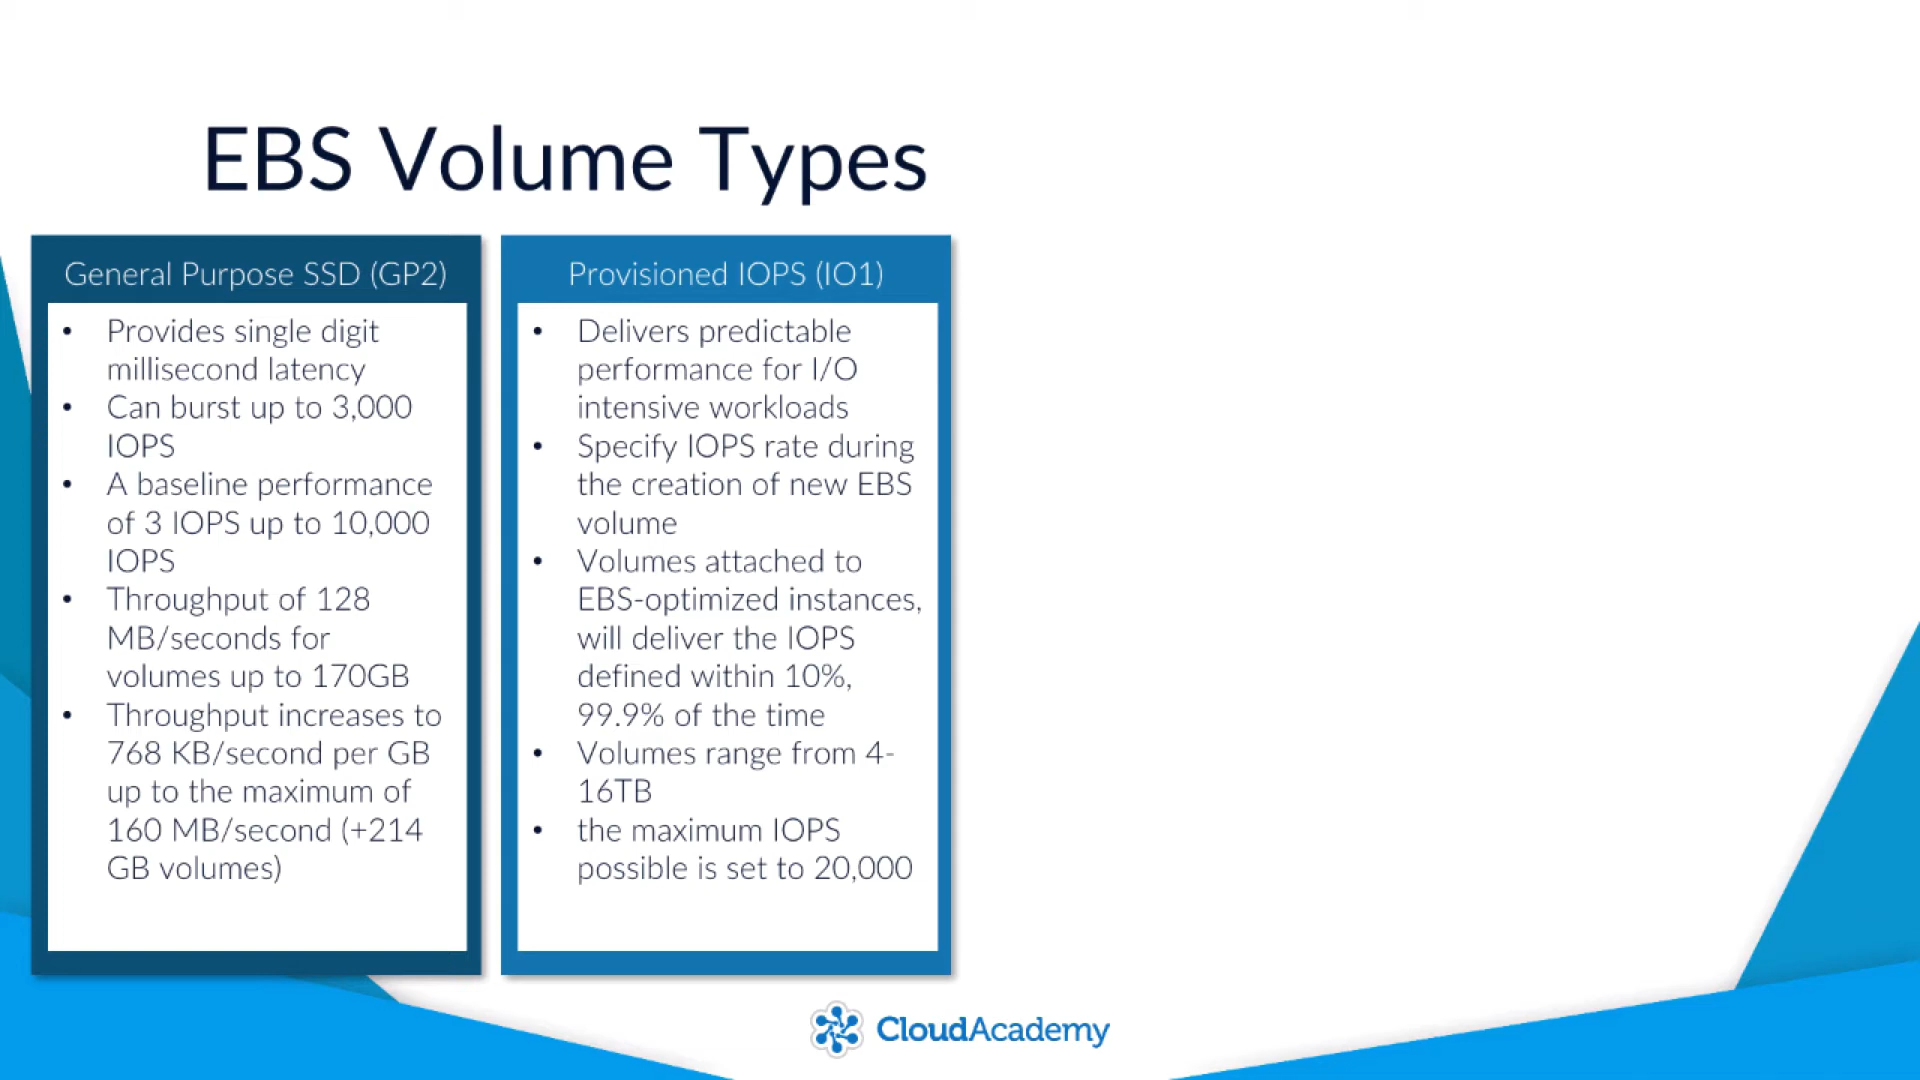 EBS Volume Types
General Purpose SSD (GP2)
• Provides single digit
millisecond latency
• Can burst up to 3,000
IOPS
• A baseline performance
of 3 IOPS up to 10,000
IOPS
• Throughput of 128
MB/seconds for
volumes up to 170GB
• Throughput increases to
768 KB/second per GB
up to the maximum of
160 MB/second (+214
GB volumes)
Provisioned IOPS (IO1)
• Delivers predictable
performance for I/O
intensive workloads
• Specify IOPS rate during
the creation of new EBS
volume
• Volumes attached to
EBS-optimized instances,
will deliver the IOPS
defined within 10%,
99.9% of the time
• Volumes range from 4-
16TB
• the maximum IOPS
possible is set to 20,000
CloudAcademy